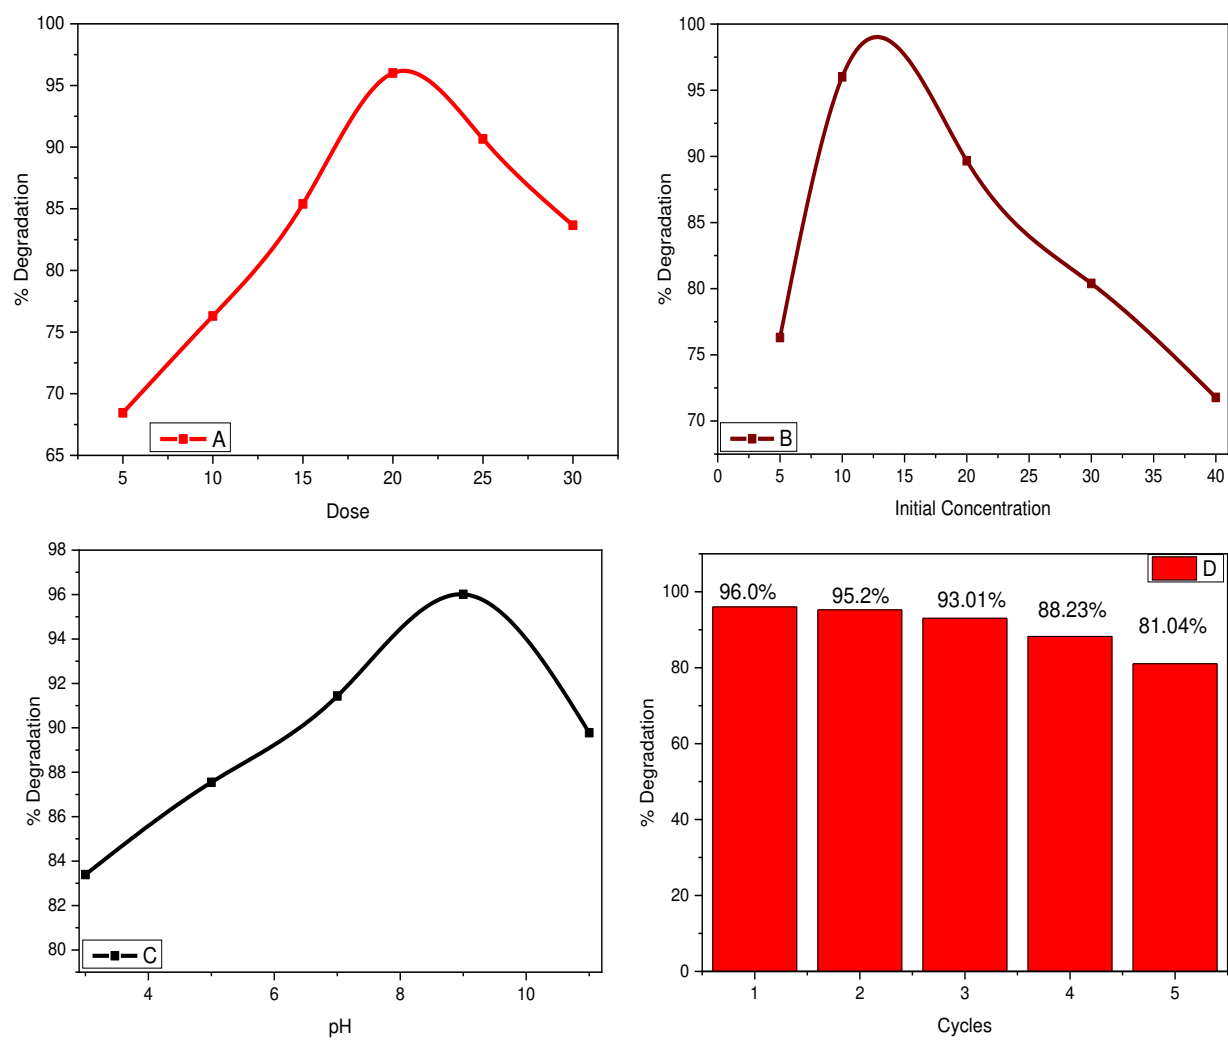 100
95
90
85
80
75
70
65
% Degradation
A
5 10 15 20 25 30
Dose
100
95
90
85
80
75
70
% Degradation
B
0 5 10 15 20 25 30 35 40
Initial Concentration
98
96
94
92
90
88
86
84
82
80
% Degradation
C
4 6 8 10
pH
D
100
80
60
40
20
0
% Degradation
96.0% 95.2% 93.01% 88.23% 81.04%
1 2 3 4 5
Cycles